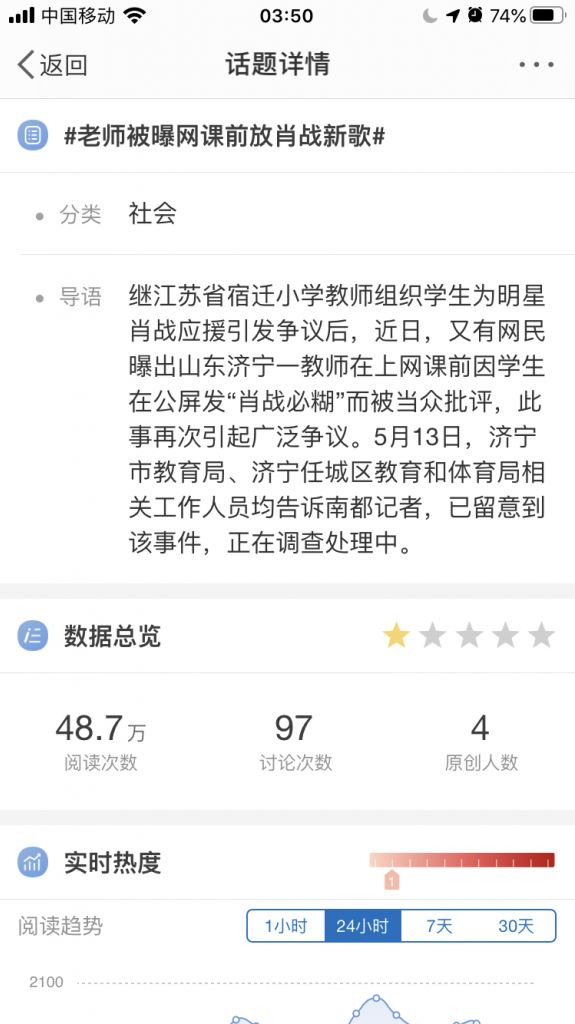 中国移动 03:50 74%
返回 话题详情
#老师被曝网课前放肖战新歌#
分类 社会
导语 继江苏省宿迁小学教师组织学生为明星
肖战应援引发争议后，近日，又有网民
曝出山东济宁一教师在上网课前因学生
在公屏发“肖战必糊”而被当众批评，此
事再次引起广泛争议。5月13日，济宁
市教育局、济宁任城区教育和体育局相
关工作人员均告诉南都记者，已留意到
该事件，正在调查处理中。
数据总览
48.7万 97 4
阅读次数 讨论次数 原创人数
实时热度
1
阅读趋势 1小时 24小时 7天 30天
2100